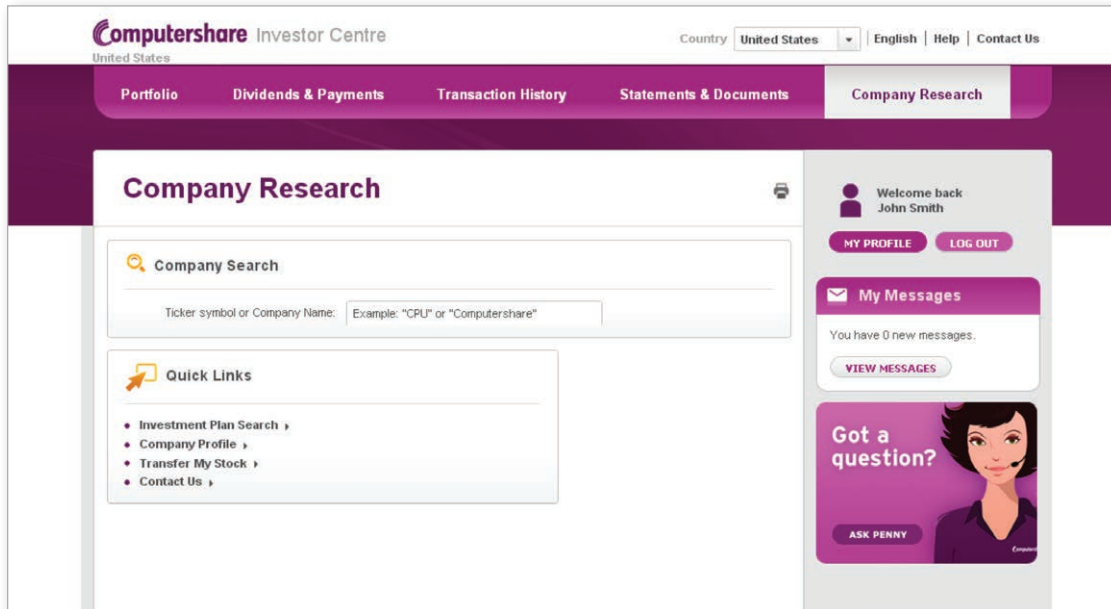 Computershare Investor Centre
United States
Country United States English | Help | Contact Us
Portfolio Dividends & Payments Transaction History Statements & Documents Company Research
Company Research
Welcome back
John Smith
MY PROFILE LOG OUT
Company Search
Ticker symbol or Company Name: Example: "CPU" or "Computershare"
My Messages
You have 0 new messages.
VIEW MESSAGES
Quick Links
Investment Plan Search
Company Profile
Transfer My Stock
Contact Us
Got a
question?
ASK PENNY